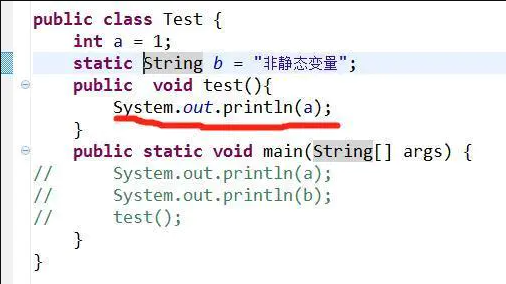 public class Test {
    int a = 1;
    static String b = "非静态变量";
    public  void test(){
        System.out.println(a);
    }
    public static void main(String[] args) {
//      System.out.println(a);
//      System.out.println(b);
//      test();
    }
}